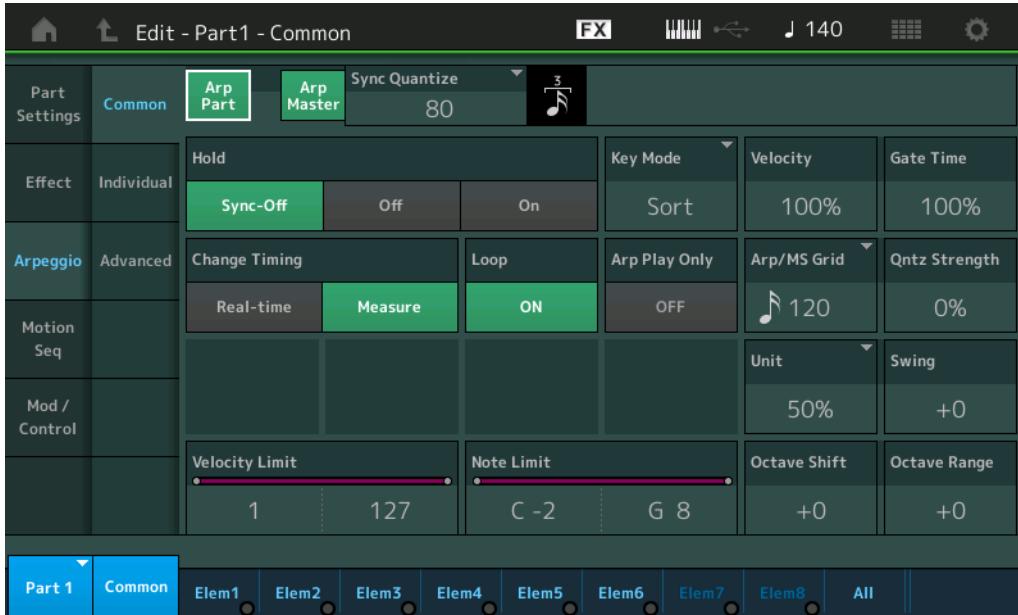 Edit - Part1 - Common
FX
140
Part
Settings
Common
Arp
Part
Arp
Master
Sync Quantize
80
3
Effect
Individual
Hold
Sync-Off
Off
On
Key Mode
Sort
Velocity
100%
Gate Time
100%
Arpeggio
Advanced
Change Timing
Real-time
Measure
Loop
ON
Arp Play Only
OFF
Arp/MS Grid
120
Qntz Strength
0%
Motion
Seq
Unit
50%
Swing
+0
Mod /
Control
Velocity Limit
1
127
Note Limit
C -2
G 8
Octave Shift
+0
Octave Range
+0
Part 1
Common
Elem1
Elem2
Elem3
Elem4
Elem5
Elem6
Elem7
Elem8
All